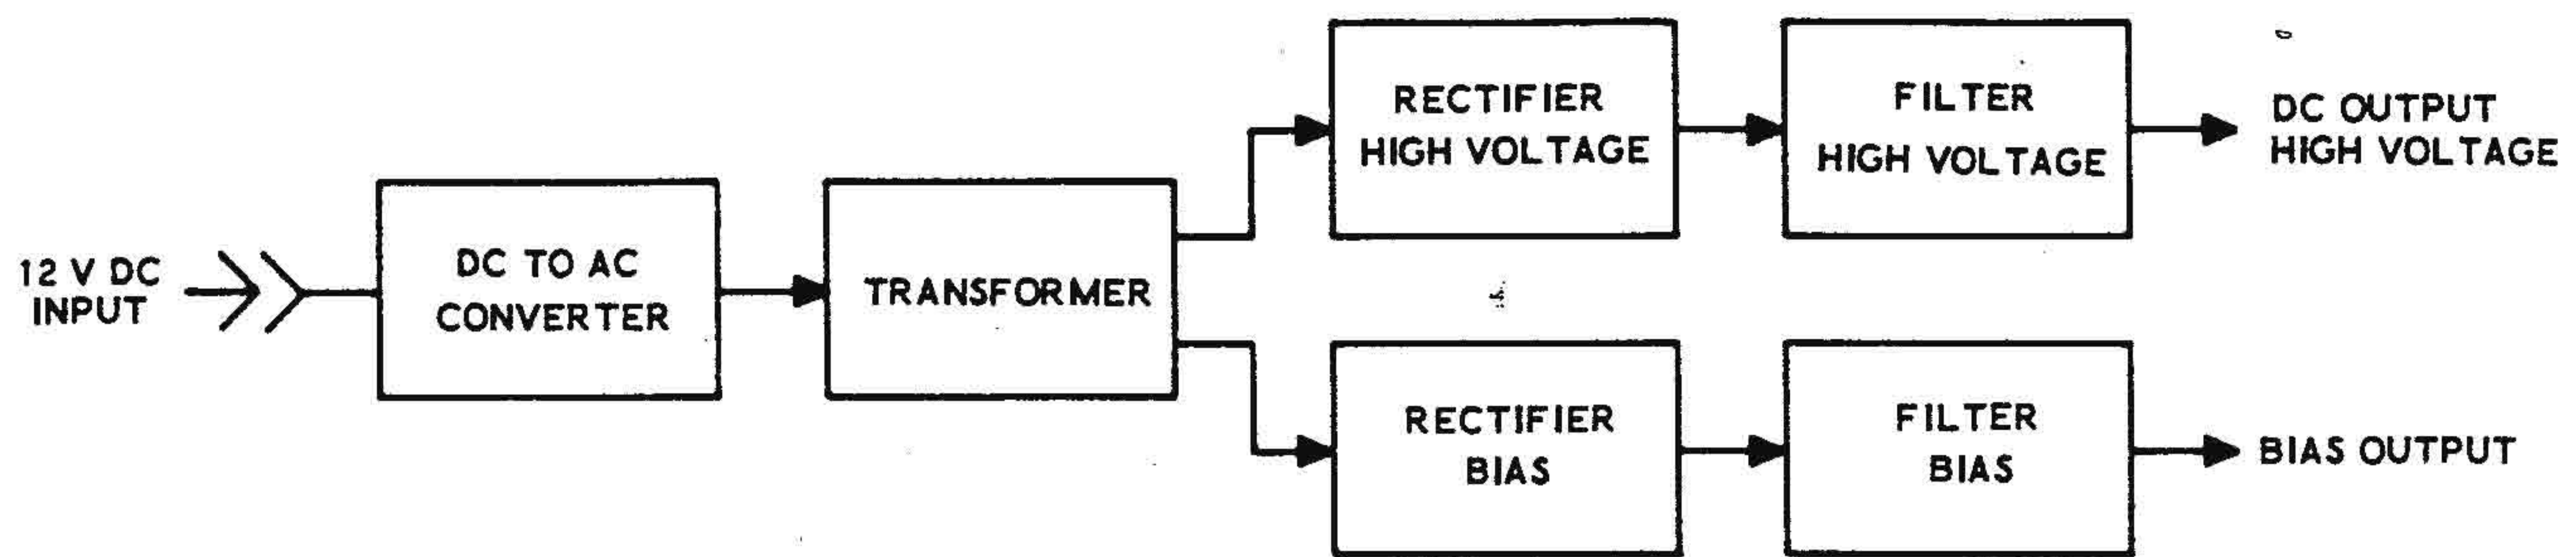 12 V DC
INPUT
DC TO AC
CONVERTER
TRANSFORMER
RECTIFIER
HIGH VOLTAGE
FILTER
HIGH VOLTAGE
DC OUTPUT
HIGH VOLTAGE
RECTIFIER
BIAS
FILTER
BIAS
BIAS OUTPUT